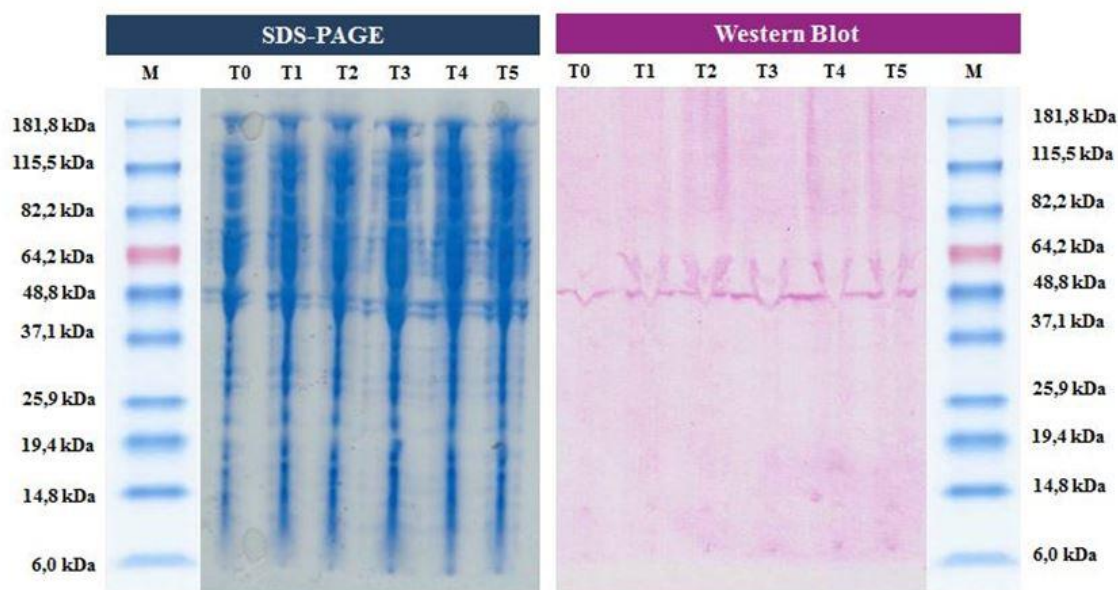 SDS-PAGE
Western Blot
M T0 T1 T2 T3 T4 T5
T0 T1 T2 T3 T4 T5 M
181,8 kDa
115,5 kDa
82,2 kDa
64,2 kDa
48,8 kDa
37,1 kDa
25,9 kDa
19,4 kDa
14,8 kDa
6,0 kDa
181,8 kDa
115,5 kDa
82,2 kDa
64,2 kDa
48,8 kDa
37,1 kDa
25,9 kDa
19,4 kDa
14,8 kDa
6,0 kDa